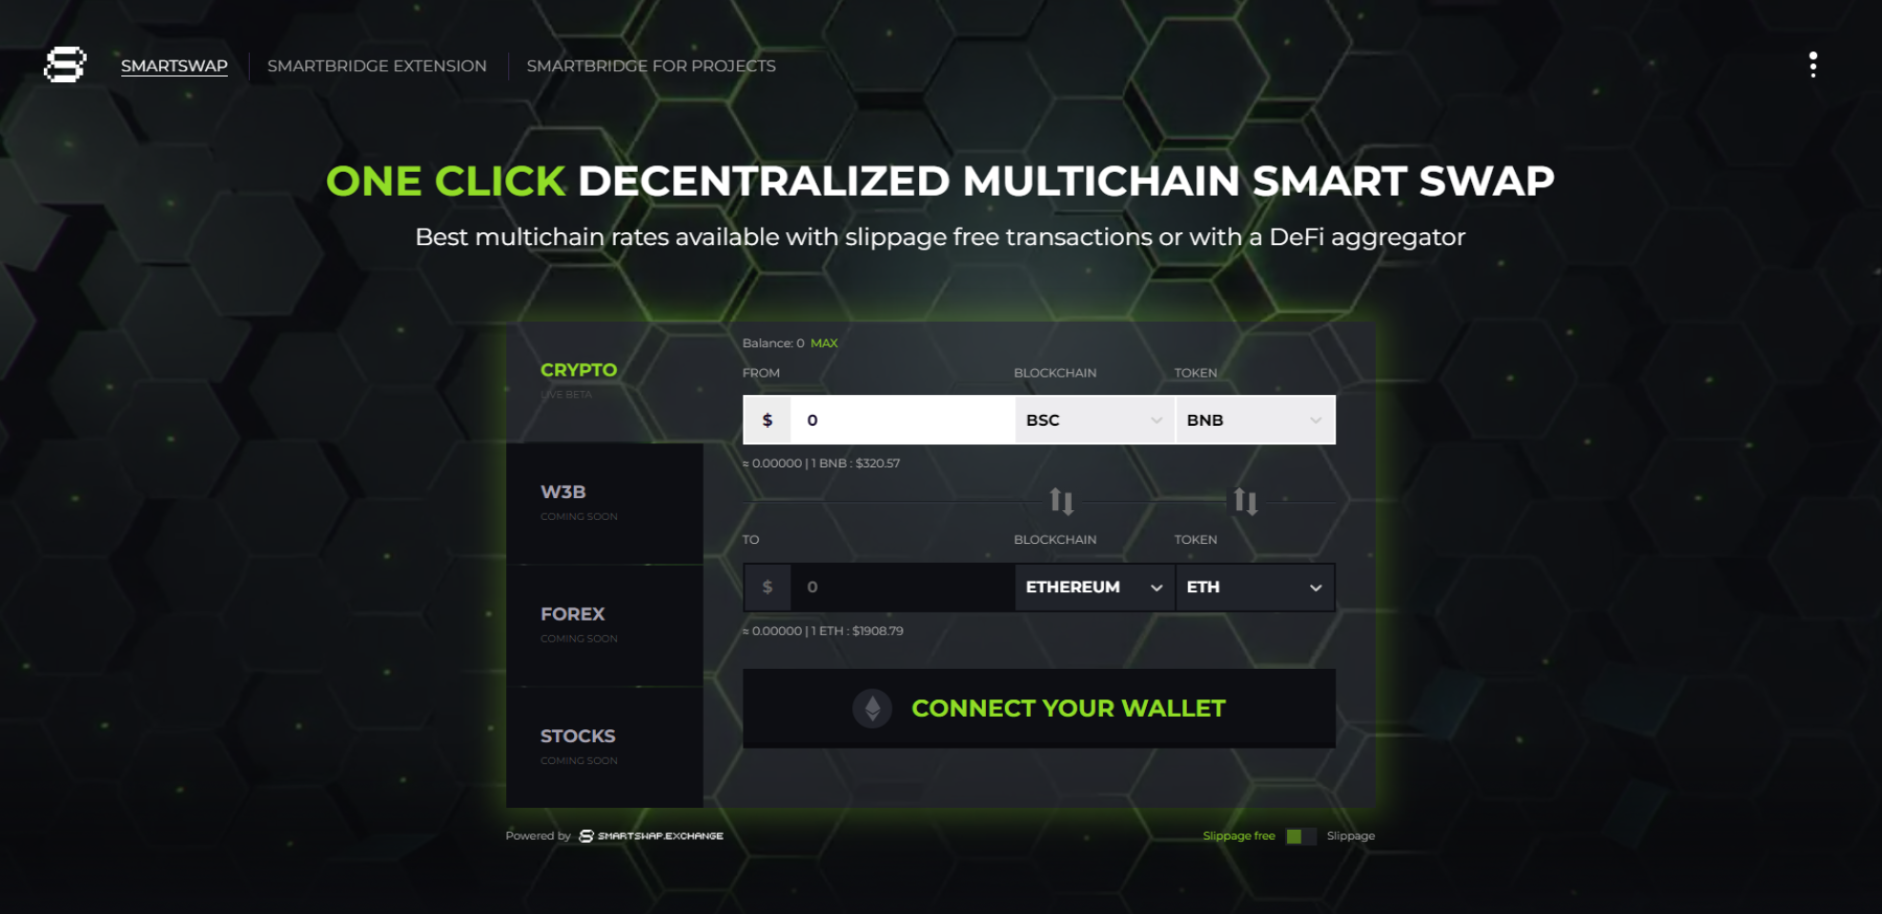 SMARTSWAP
SMARTBRIDGE EXTENSION
SMARTBRIDGE FOR PROJECTS
ONE CLICK DECENTRALIZED MULTICHAIN SMART SWAP
Best multichain rates available with slippage free transactions or with a DeFi aggregator
CRYPTO
LIVE BETA
W3B
COMING SOON
FOREX
COMING SOON
STOCKS
COMING SOON
Balance: 0 MAX
FROM BLOCKCHAIN TOKEN
$ 0 BSC BNB
≈ 0.00000 | 1 BNB : $320.57
TO BLOCKCHAIN TOKEN
$ 0 ETHEREUM ETH
≈ 0.00000 | 1 ETH : $1908.79
CONNECT YOUR WALLET
Powered by SMARTSWAP.EXCHANGE
Slippage free Slippage